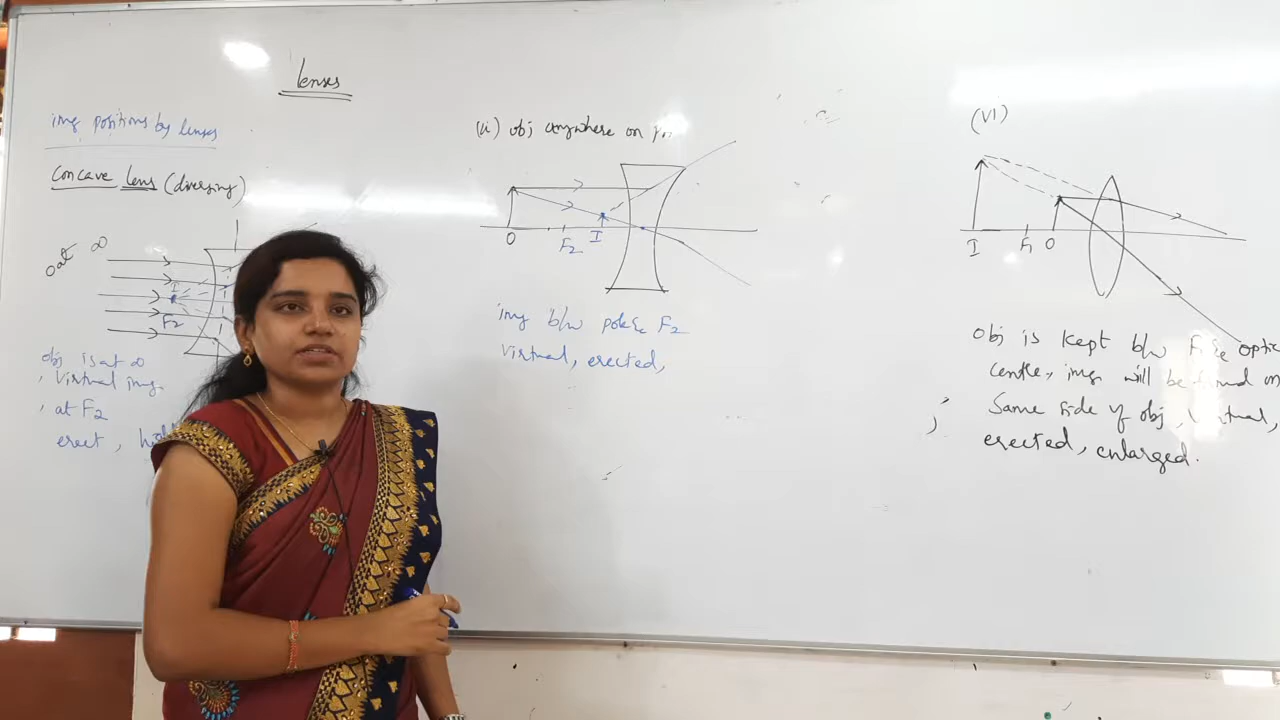 lenses
img positions by lenses
Concave Lens (diverging)
O at ∞
I
F2
obj is at ∞
, Virtual img
, at F2
erect,
(ii) obj anywhere on
O
F2
I
img b/w pole & F2
Virtual, erected,
(VI)
I
F1
O
Obj is kept b/w F1 & optic
centre, img will be found on
Same side of obj, Virtual,
erected, enlarged.